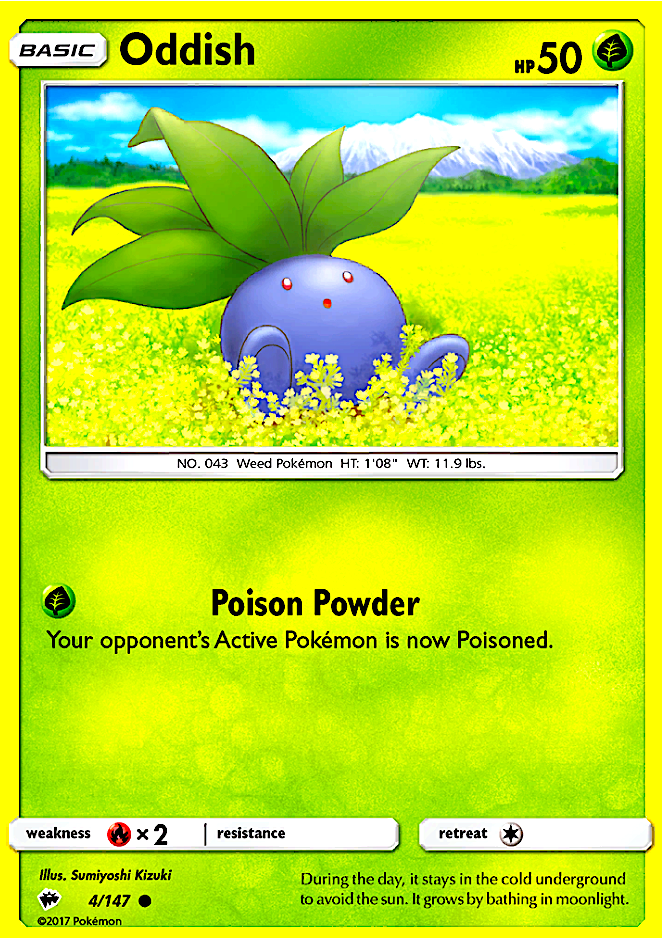 BASIC Oddish HP 50
NO. 043 Weed Pokémon HT: 1'08" WT: 11.9 lbs.
Poison Powder
Your opponent's Active Pokémon is now Poisoned.
weakness × 2 resistance retreat
Illus. Sumiyoshi Kizuki
4/147
©2017 Pokémon
During the day, it stays in the cold underground
to avoid the sun. It grows by bathing in moonlight.